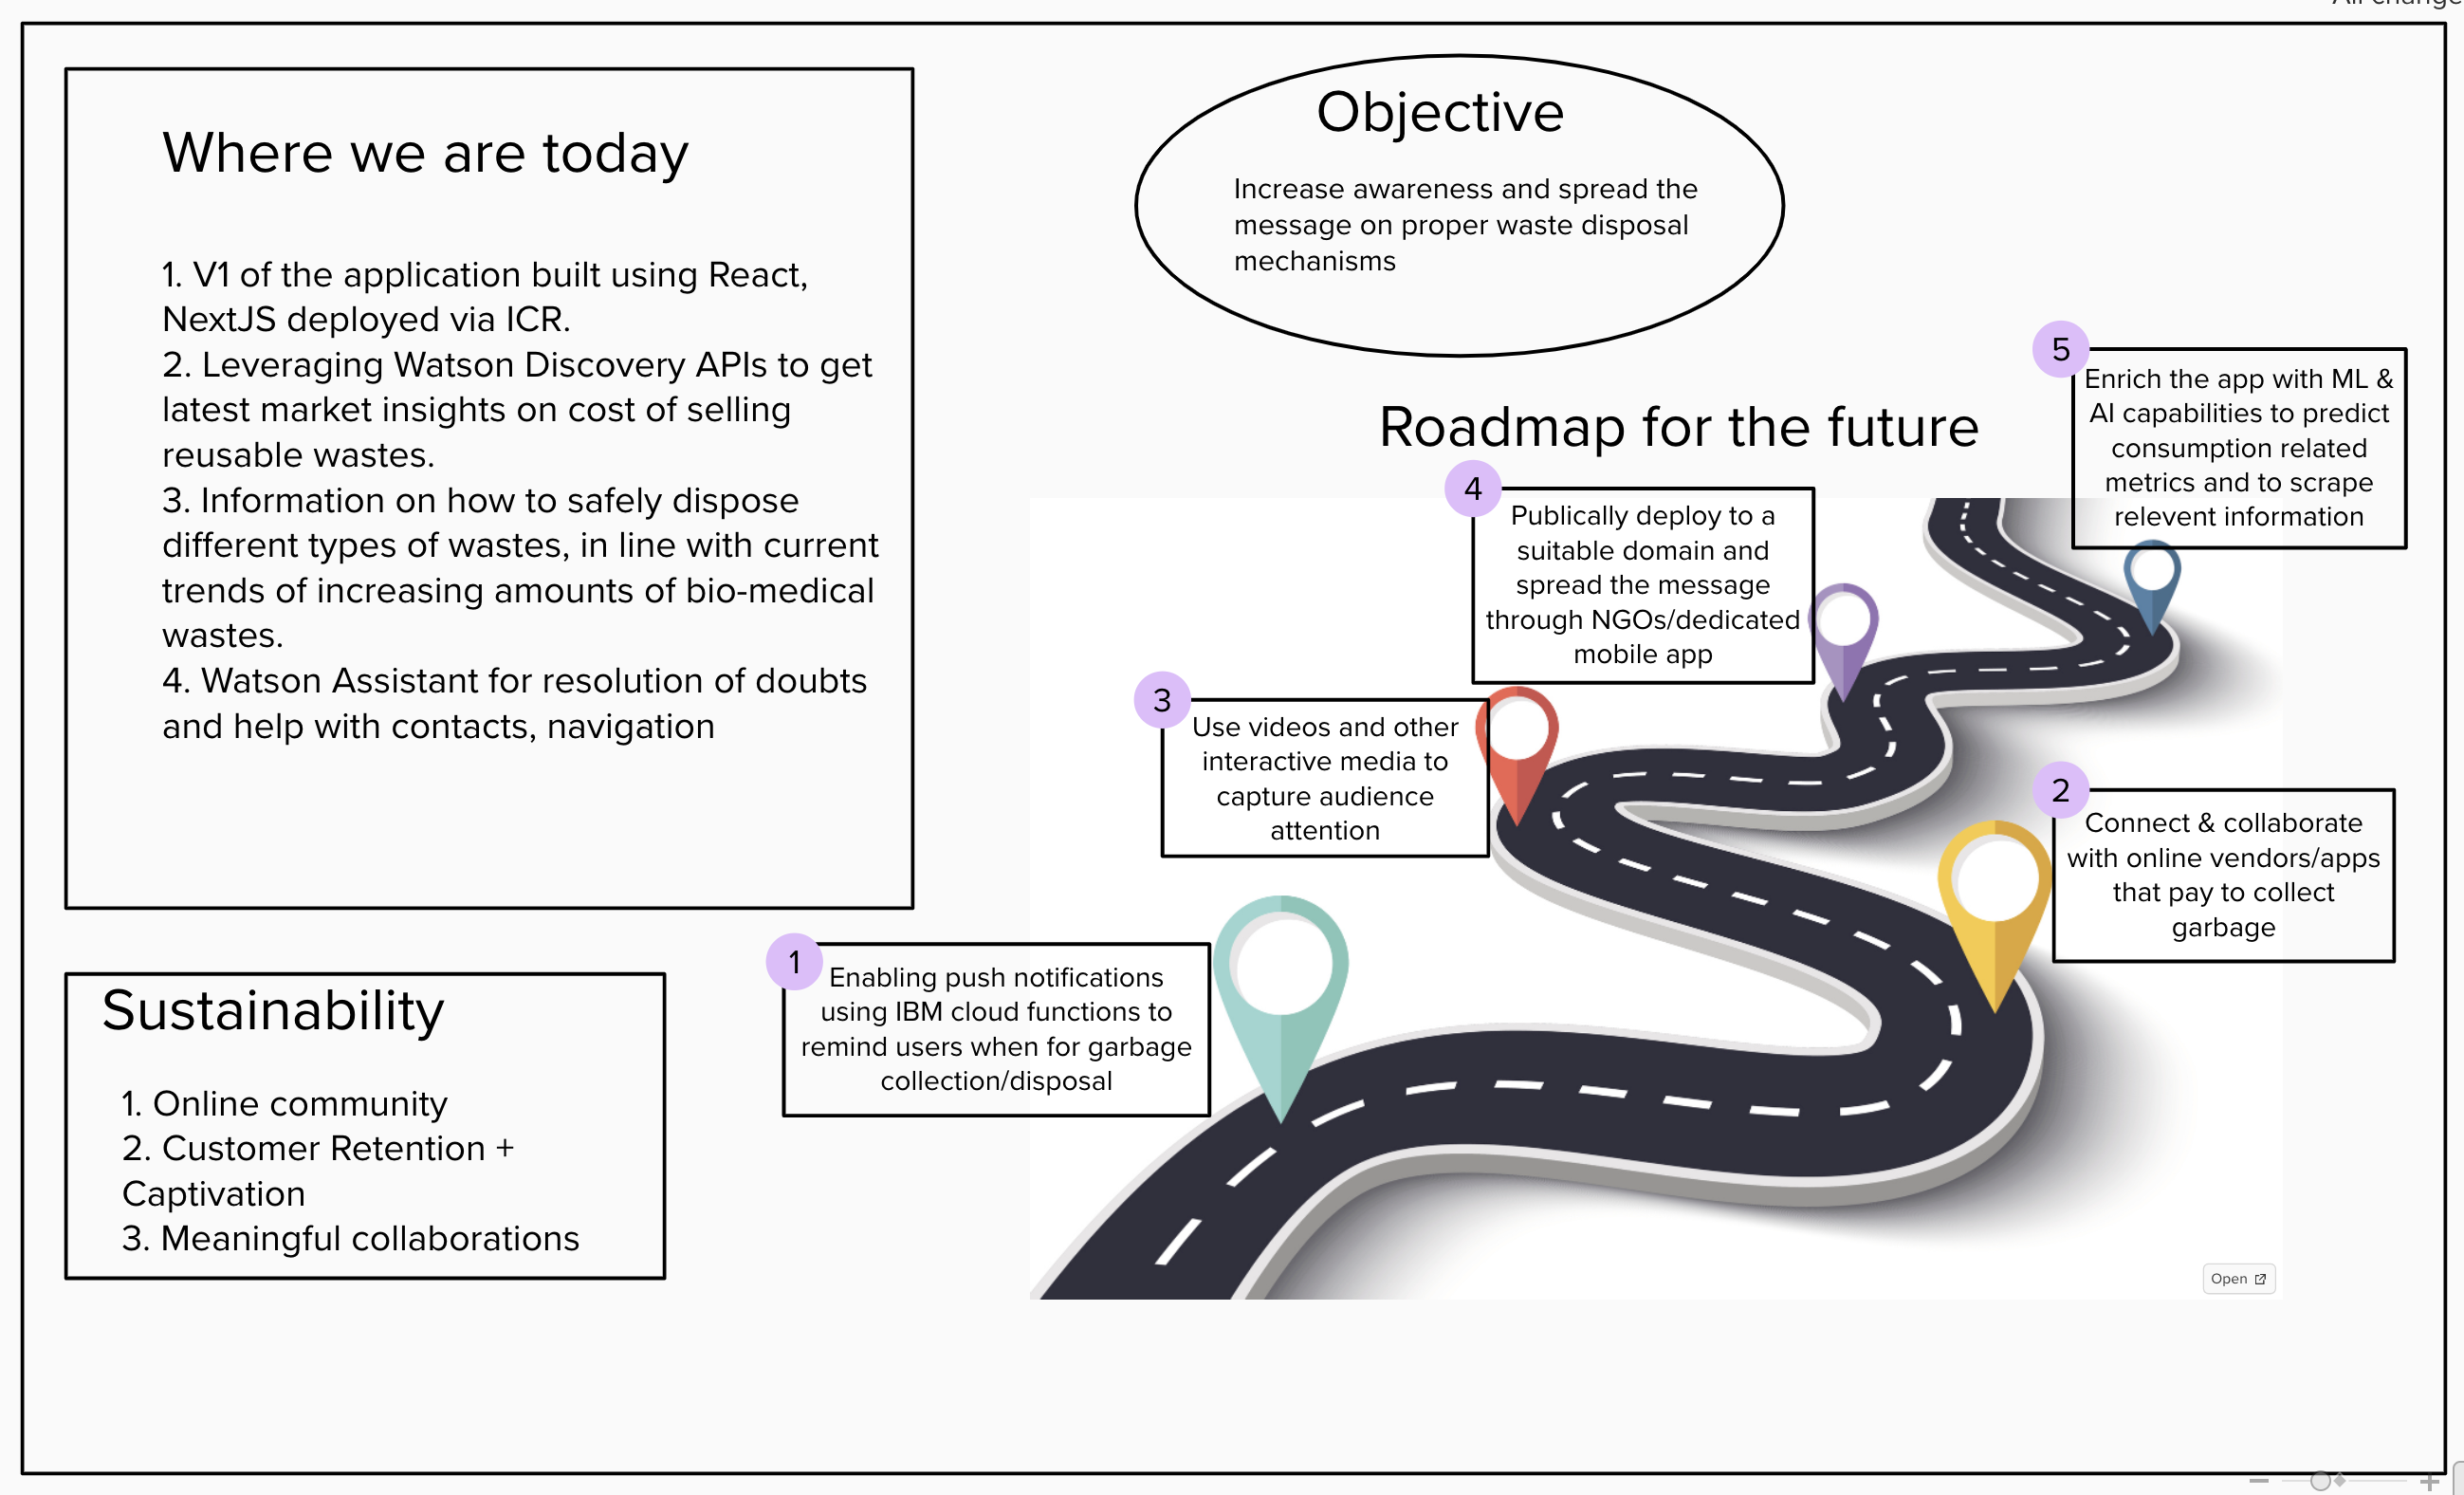 Where we are today
1. V1 of the application built using React,
NextJS deployed via ICR.
2. Leveraging Watson Discovery APIs to get
latest market insights on cost of selling
reusable wastes.
3. Information on how to safely dispose
different types of wastes, in line with current
trends of increasing amounts of bio-medical
wastes.
4. Watson Assistant for resolution of doubts
and help with contacts, navigation
Sustainability
1. Online community
2. Customer Retention +
Captivation
3. Meaningful collaborations
Objective
Increase awareness and spread the
message on proper waste disposal
mechanisms
Roadmap for the future
1
Enabling push notifications
using IBM cloud functions to
remind users when for garbage
collection/disposal
2
Connect & collaborate
with online vendors/apps
that pay to collect
garbage
3
Use videos and other
interactive media to
capture audience
attention
4
Publically deploy to a
suitable domain and
spread the message
through NGOs/dedicated
mobile app
5
Enrich the app with ML &
AI capabilities to predict
consumption related
metrics and to scrape
relevent information
Open